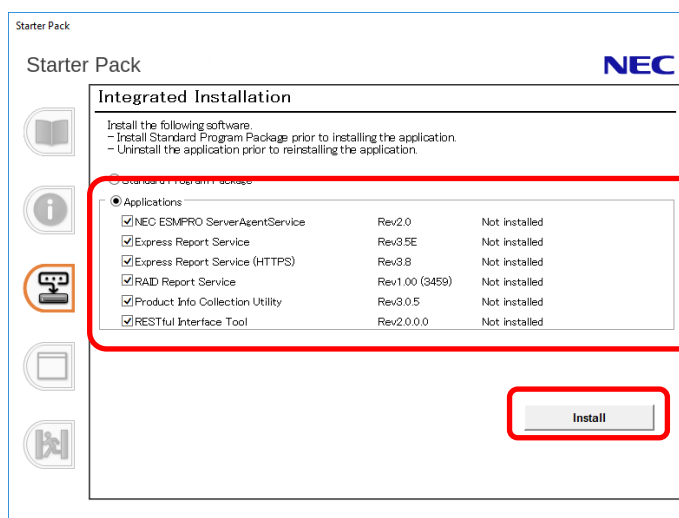 Starter Pack
Starter Pack
NEC
Integrated Installation
Install the following software.
- Install Standard Program Package prior to installing the application.
- Uninstall the application prior to reinstalling the application.
Standard Program Package
Applications
NEC ESMPRO ServerAgentService Rev2.0 Not installed
Express Report Service Rev3.5E Not installed
Express Report Service (HTTPS) Rev3.8 Not installed
RAID Report Service Rev1.00 (3459) Not installed
Product Info Collection Utility Rev3.0.5 Not installed
RESTful Interface Tool Rev2.0.0.0 Not installed
Install